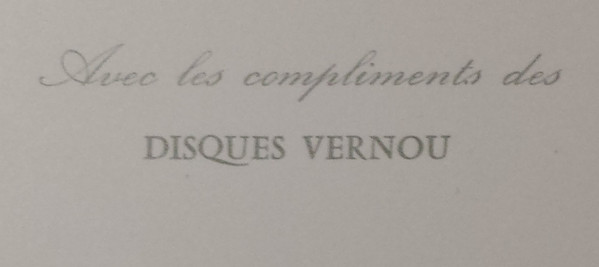 Avec les compliments des
DISQUES VERNOU